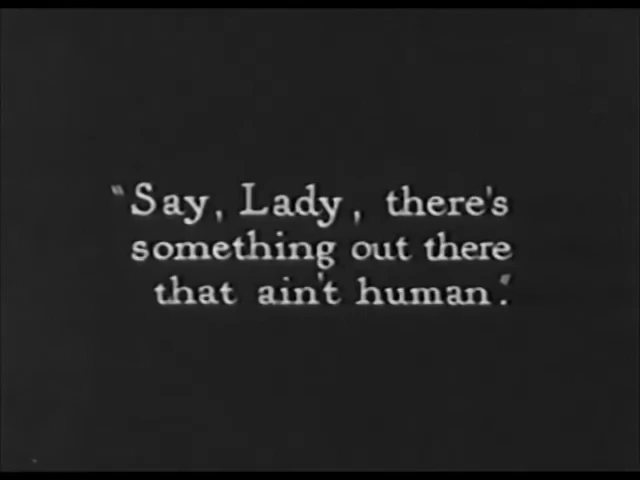 "Say, Lady, there's
something out there
that ain't human."